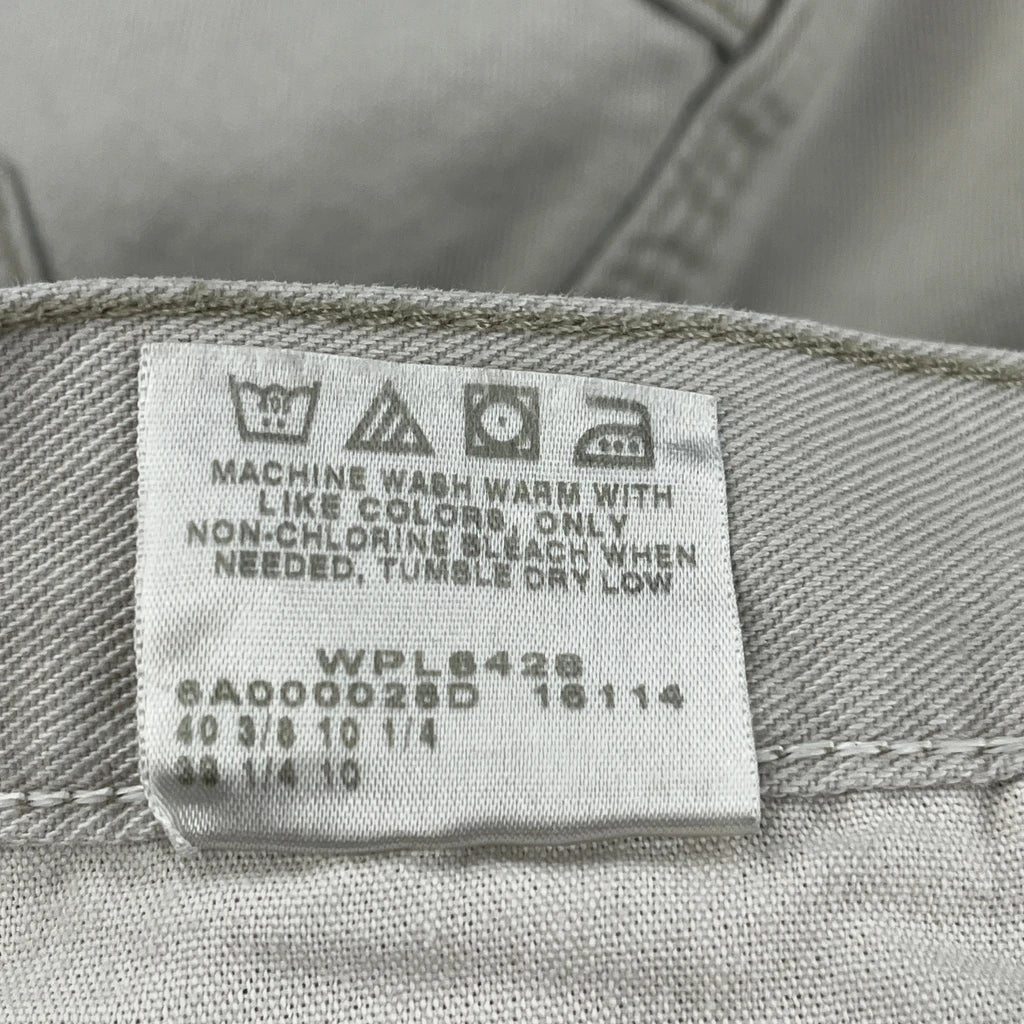 MACHINE WASH WARM WITH
LIKE COLORS, ONLY
NON-CHLORINE BLEACH WHEN
NEEDED, TUMBLE DRY LOW
WPL8428
6A000028D 16114
40 3/8 10 1/4
38 1/4 10